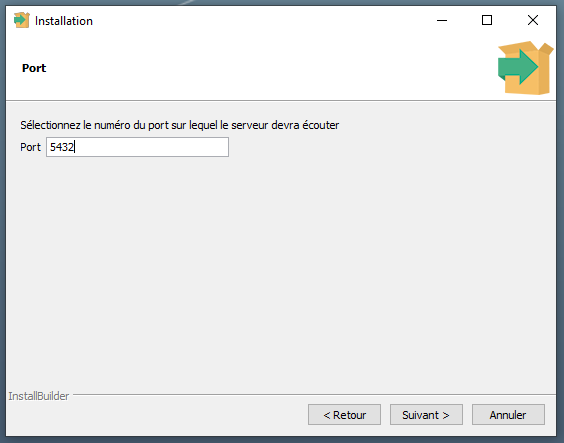 Installation
Port
Sélectionnez le numéro du port sur lequel le serveur devra écouter
Port 5432
InstallBuilder
< Retour Suivant > Annuler